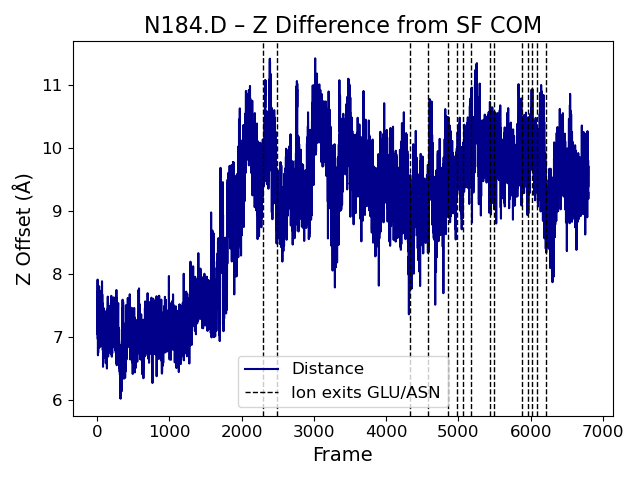 N184.D – Z Difference from SF COM
Z Offset (Å)
11
10
9
8
7
6
Distance
Ion exits GLU/ASN
0 1000 2000 3000 4000 5000 6000 7000
Frame